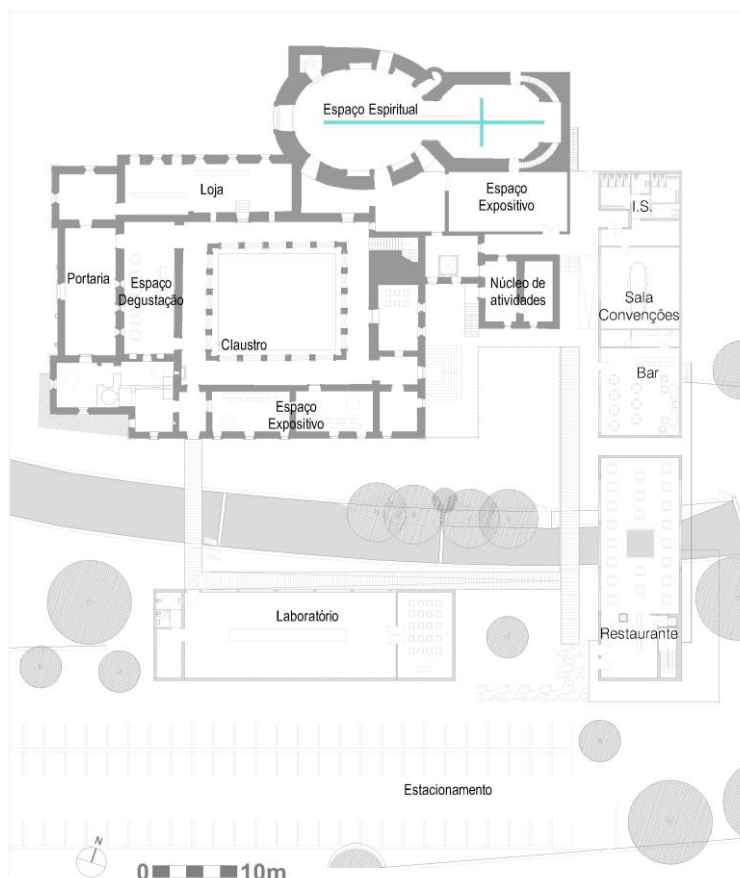 Espaço Espiritual
Loja
Espaço
Expositivo
I.S.
Portaria
Espaço
Degustação
Núcleo de
atividades
Sala
Convenções
Claustro
Bar
Espaço
Expositivo
Laboratório
Restaurante
Estacionamento
N
0 10m